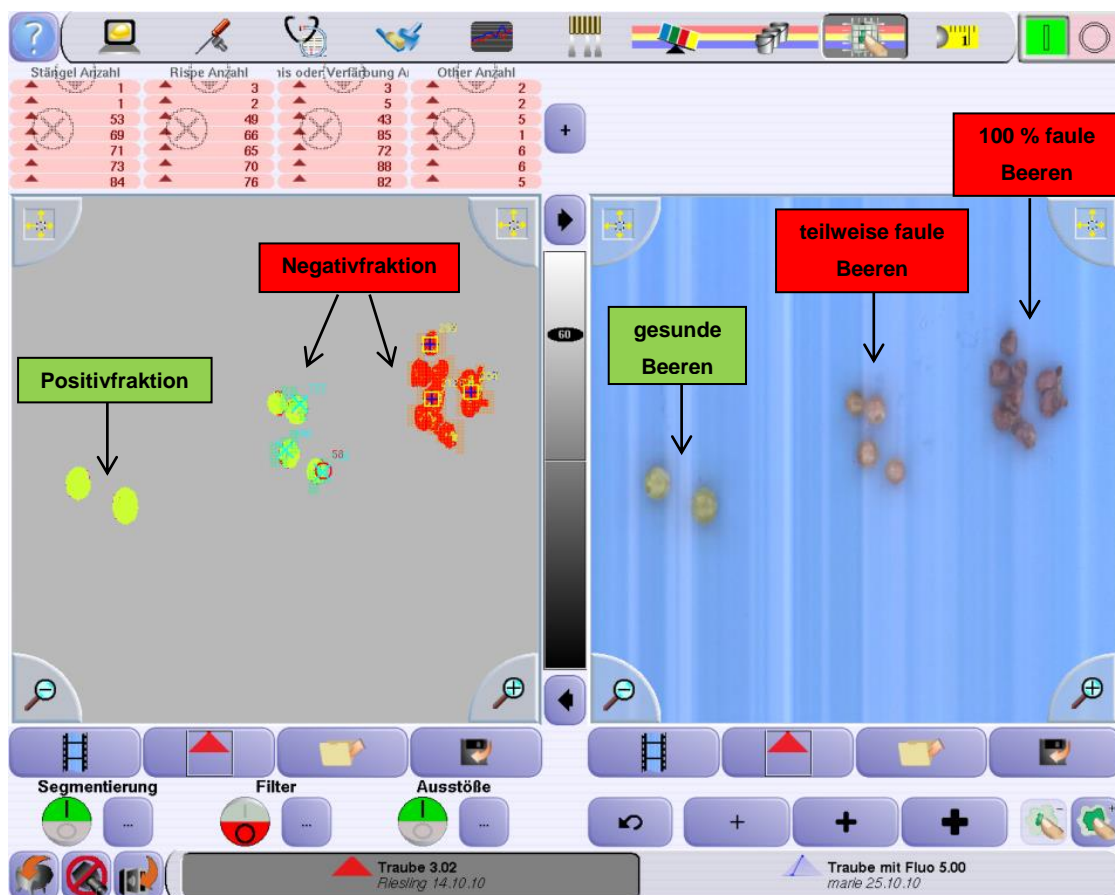 Stängel Anzahl
Rispe Anzahl
nis oder Verfärbung A
Other Anzahl
1 3 3 2
1 2 5 2
53 49 43 5
69 66 85 1
71 65 72 6
73 70 88 6
84 76 82 5
100 % faule
Beeren
teilweise faule
Beeren
Negativfraktion
gesunde
Beeren
Positivfraktion
60
58
Segmentierung
Filter
Ausstöße
...
...
...
Traube 3.02
Riesling 14.10.10
Traube mit Fluo 5.00
marie 25.10.10